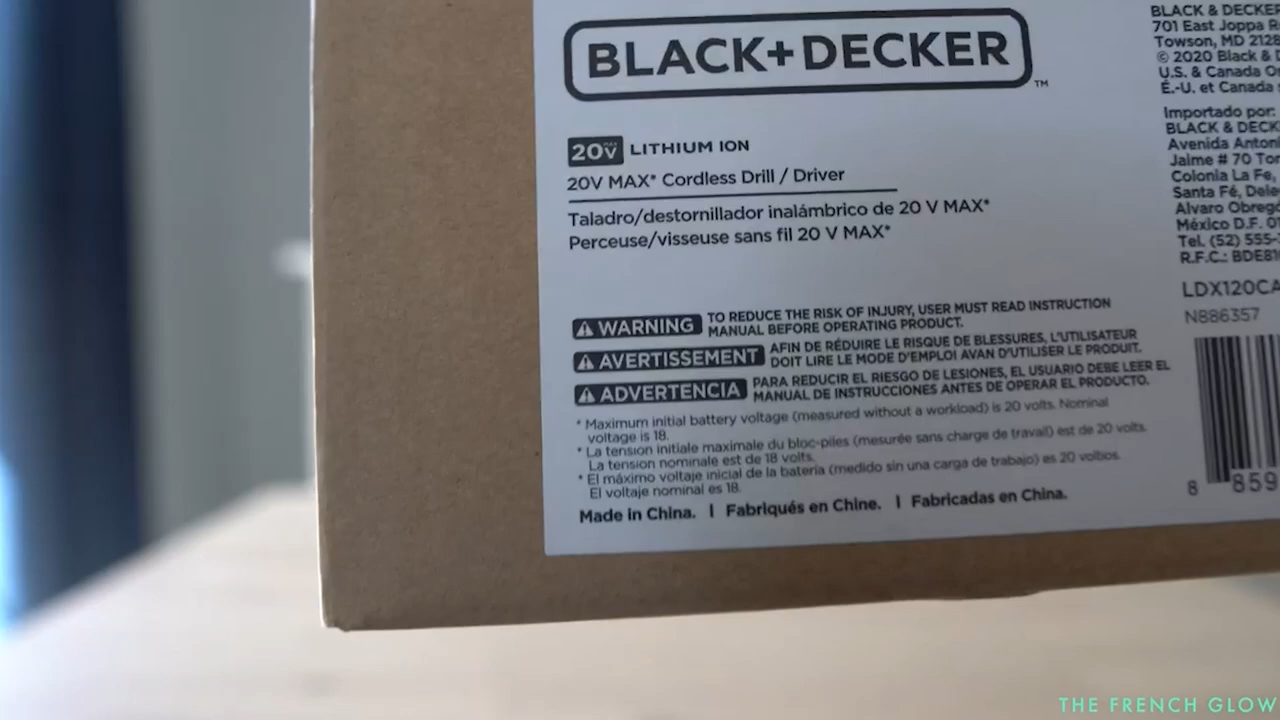 BLACK+DECKER
™
20V MAX LITHIUM ION
20V MAX* Cordless Drill / Driver
Taladro/destornillador inalámbrico de 20 V MAX*
Perceuse/visseuse sans fil 20 V MAX*
WARNING TO REDUCE THE RISK OF INJURY, USER MUST READ INSTRUCTION
MANUAL BEFORE OPERATING PRODUCT.
AVERTISSEMENT AFIN DE RÉDUIRE LE RISQUE DE BLESSURES, L'UTILISATEUR
DOIT LIRE LE MODE D'EMPLOI AVAN D'UTILISER LE PRODUIT.
ADVERTENCIA PARA REDUCIR EL RIESGO DE LESIONES, EL USUARIO DEBE LEER EL
MANUAL DE INSTRUCCIONES ANTES DE OPERAR EL PRODUCTO.
* Maximum initial battery voltage (measured without a workload) is 20 volts. Nominal
voltage is 18.
* La tension initiale maximale du bloc-piles (mesurée sans charge de travail) est de 20 volts.
La tension nominale est de 18 volts.
* El máximo voltaje inicial de la batería (medido sin una carga de trabajo) es 20 voltios.
El voltaje nominal es 18.
Made in China. | Fabriqués en Chine. | Fabricadas en China.
BLACK & DECKER
701 East Joppa R
Towson, MD 2128
© 2020 Black &
U.S. & Canada
É.-U. et Canada
Importado por:
BLACK & DECK
Avenida Antoni
Jaime # 70 Tor
Colonia La Fe,
Santa Fé, Dele
Alvaro Obreg
México D.F. 0
Tel. (52) 555-
R.F.C.: BDE81
LDX120CA
N886357
8 859
THE FRENCH GLOW